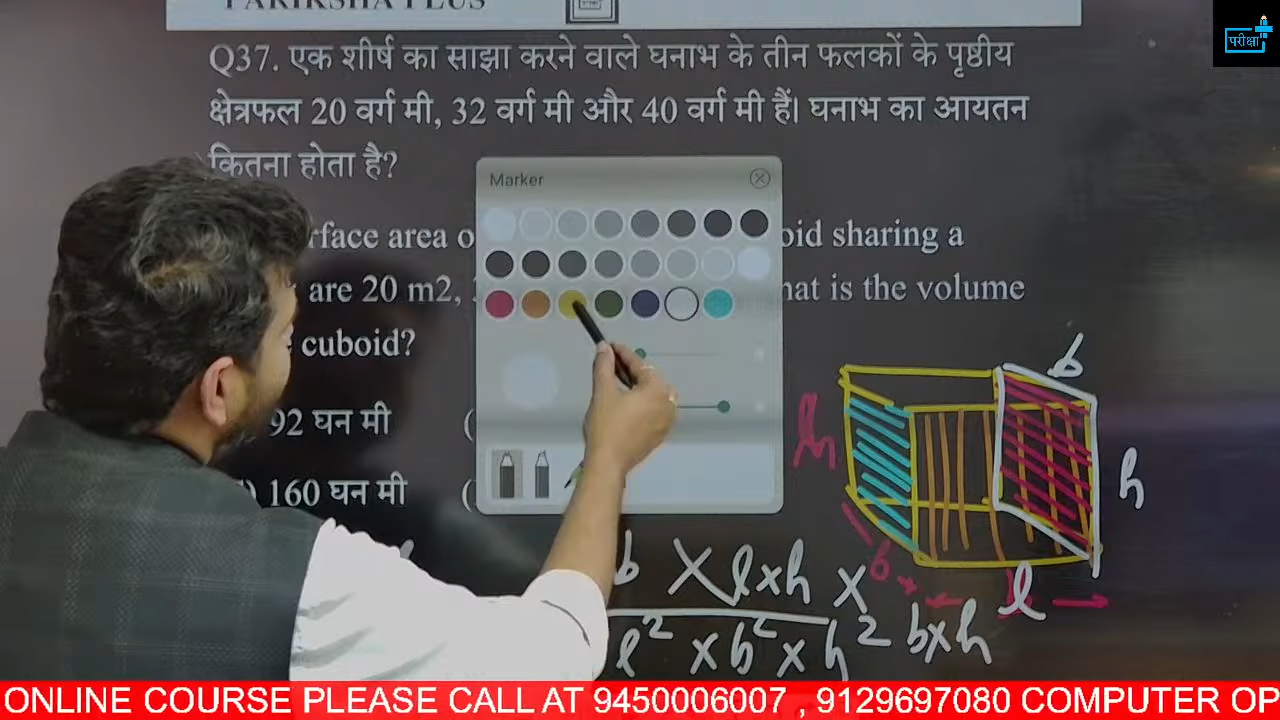 PARIKSHA PLUS
परीक्षा
Q37. एक शीर्ष का साझा करने वाले घनाभ के तीन फलकों के पृष्ठीय
क्षेत्रफल 20 वर्ग मी, 32 वर्ग मी और 40 वर्ग मी हैं। घनाभ का आयतन
कितना होता है?
Marker
rface area o oid sharing a
are 20 m2, hat is the volume
cuboid?
92 घन मी (
) 160 घन मी (
b
h
h
b
l
b × l×h ×
b×h
l² × b² × h²
ONLINE COURSE PLEASE CALL AT 9450006007 , 9129697080 COMPUTER OP